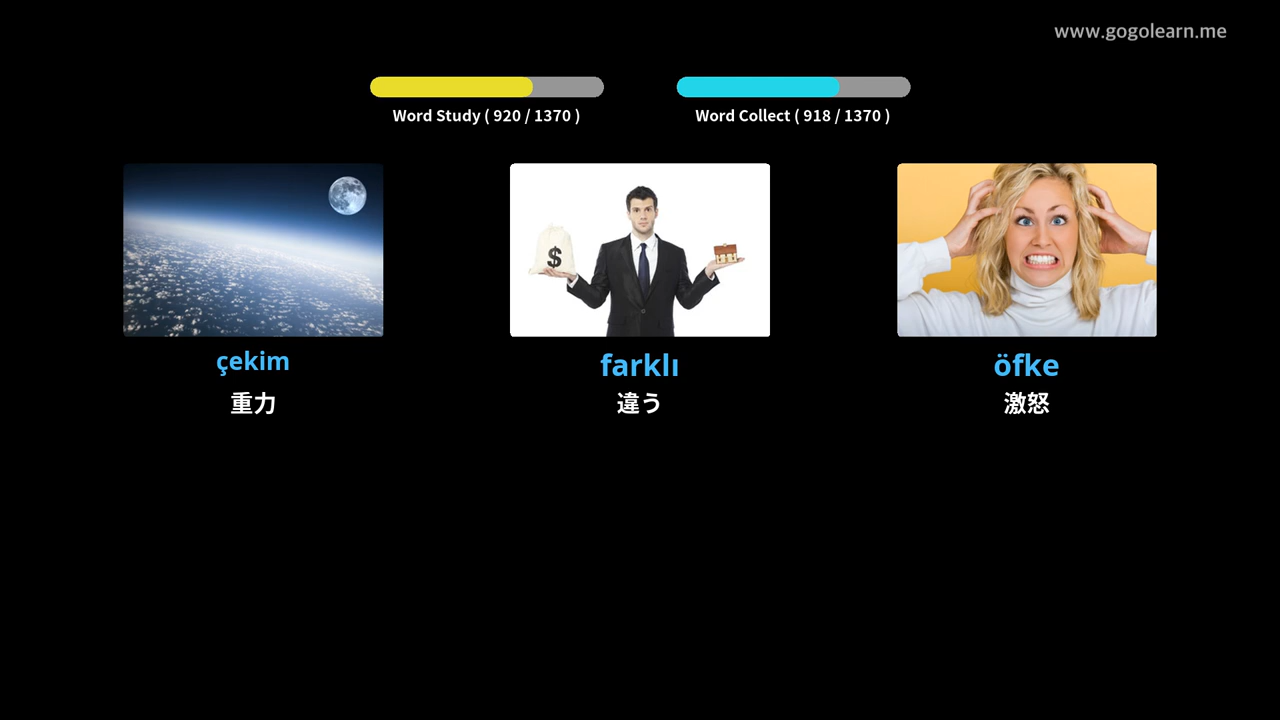 www.gogolearn.me
Word Study ( 920 / 1370 )
Word Collect ( 918 / 1370 )
$
çekim
farklı
öfke
重力
違う
激怒